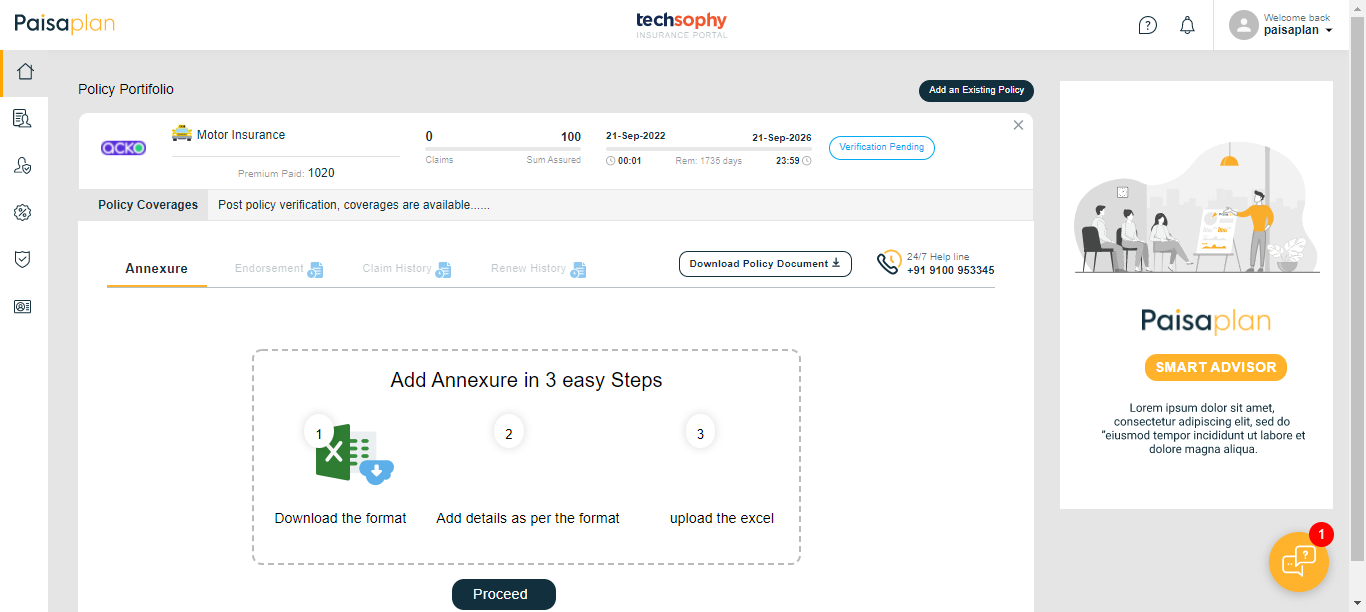 Paisaplan
techsophy
INSURANCE PORTAL
?
Welcome back
paisaplan
Policy Portifolio
Add an Existing Policy
acko
Motor Insurance
Premium Paid: 1020
0
100
Claims
Sum Assured
21-Sep-2022
21-Sep-2026
00:01
Rem: 1735 days
23:59
Verification Pending
Policy Coverages
Post policy verification, coverages are available......
Annexure
Endorsement
Claim History
Renew History
Download Policy Document
24/7 Help line
+91 9100 953345
Add Annexure in 3 easy Steps
1
X
2
3
Download the format
Add details as per the format
upload the excel
Proceed
Paisaplan
SMART ADVISOR
Lorem ipsum dolor sit amet,
consectetur adipiscing elit, sed do
“eiusmod tempor incididunt ut labore et
dolore magna aliqua.
1
?